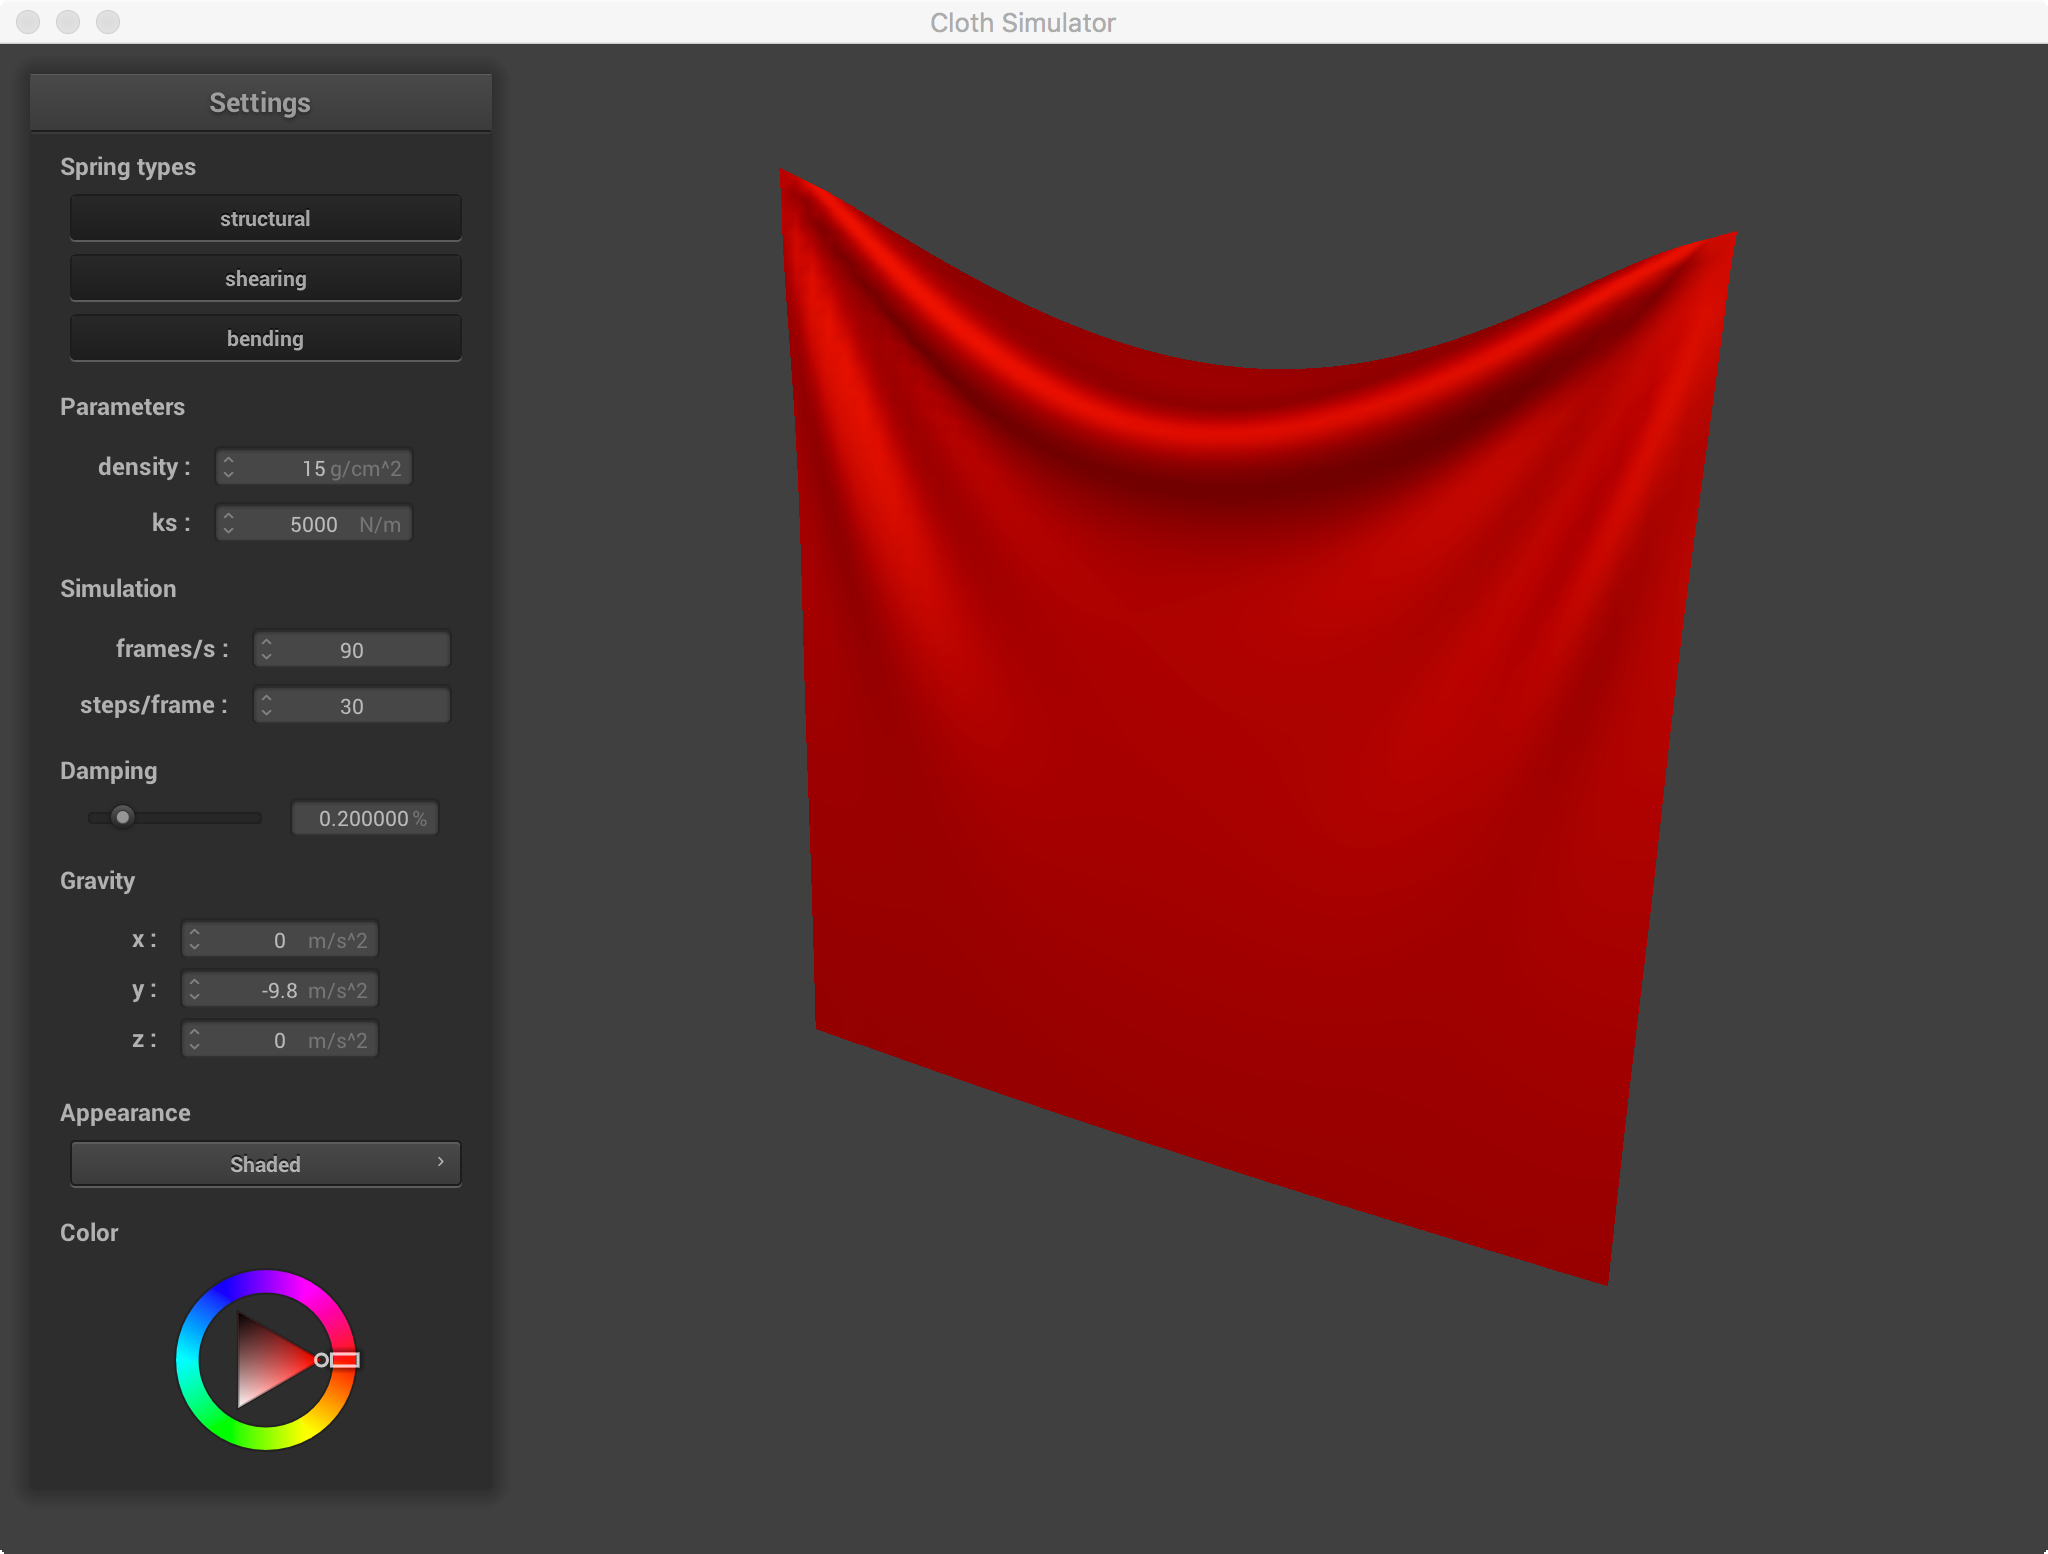 Cloth Simulator
Settings
Spring types
structural
shearing
bending
Parameters
density : 15 g/cm^2
ks : 5000 N/m
Simulation
frames/s : 90
steps/frame : 30
Damping
0.200000 %
Gravity
x : 0 m/s^2
y : -9.8 m/s^2
z : 0 m/s^2
Appearance
Shaded
Color